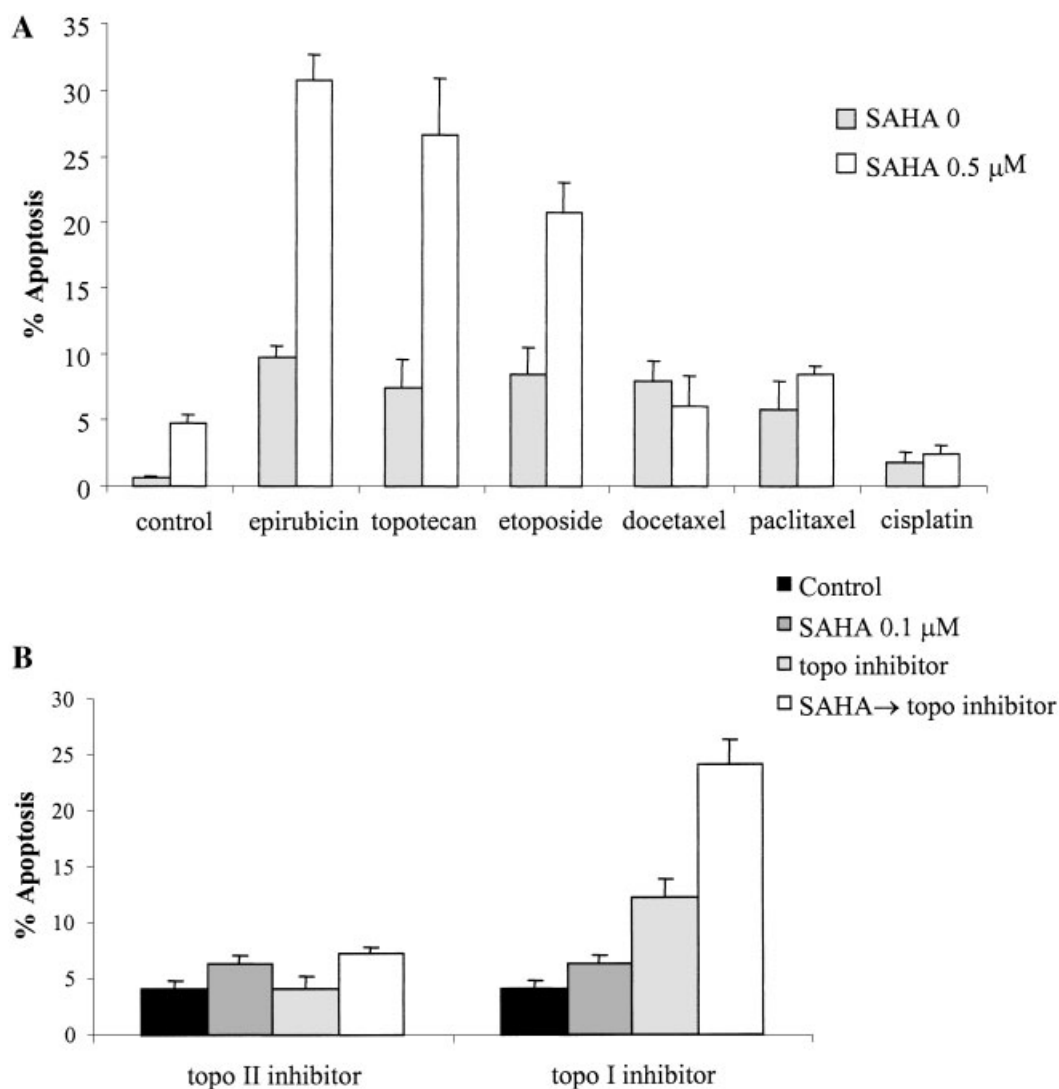 A
35
30
25
20
15
10
5
0
% Apoptosis
SAHA 0
SAHA 0.5 μM
control epirubicin topotecan etoposide docetaxel paclitaxel cisplatin
B
Control
SAHA 0.1 μM
topo inhibitor
SAHA→ topo inhibitor
30
25
20
15
10
5
0
% Apoptosis
topo II inhibitor topo I inhibitor